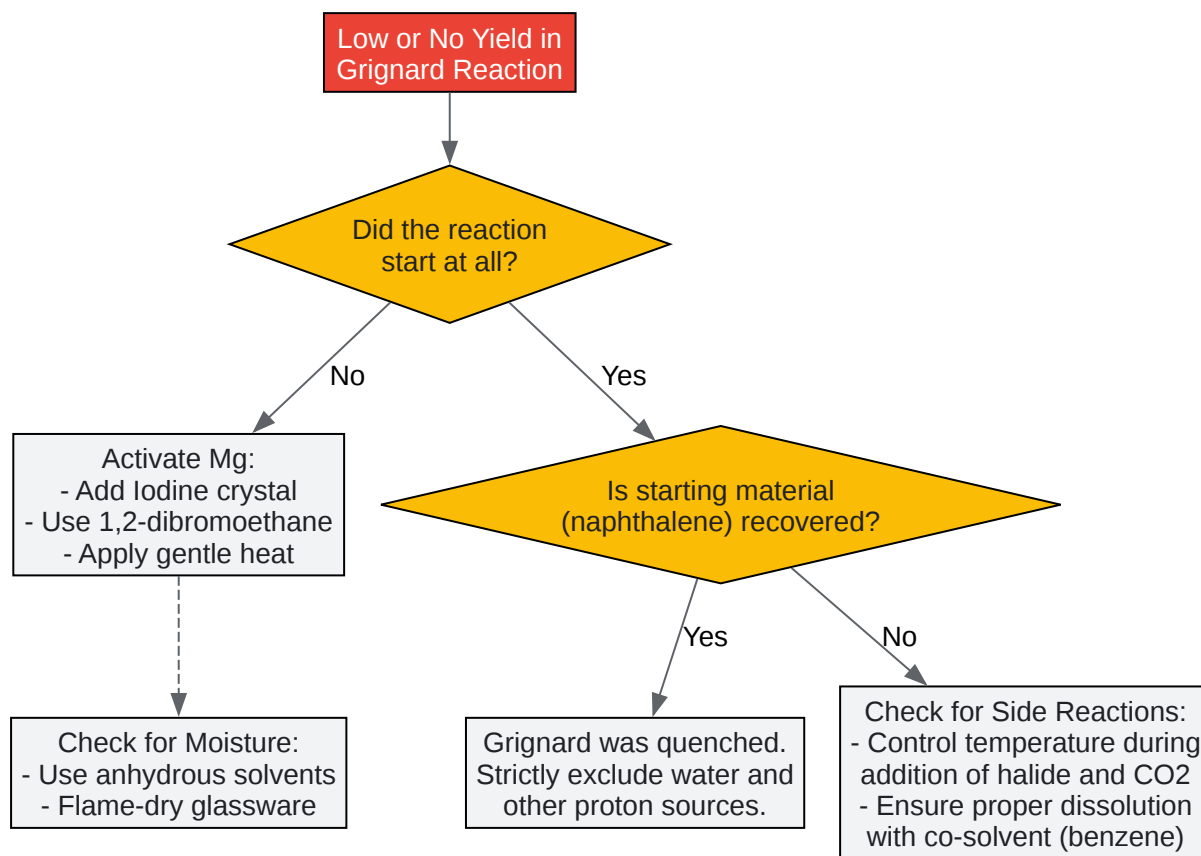 Low or No Yield in
Grignard Reaction
Did the reaction
start at all?
No
Yes
Activate Mg:
- Add Iodine crystal
- Use 1,2-dibromoethane
- Apply gentle heat
Is starting material
(naphthalene) recovered?
Yes
No
Check for Moisture:
- Use anhydrous solvents
- Flame-dry glassware
Grignard was quenched.
Strictly exclude water and
other proton sources.
Check for Side Reactions:
- Control temperature during
addition of halide and CO2
- Ensure proper dissolution
with co-solvent (benzene)